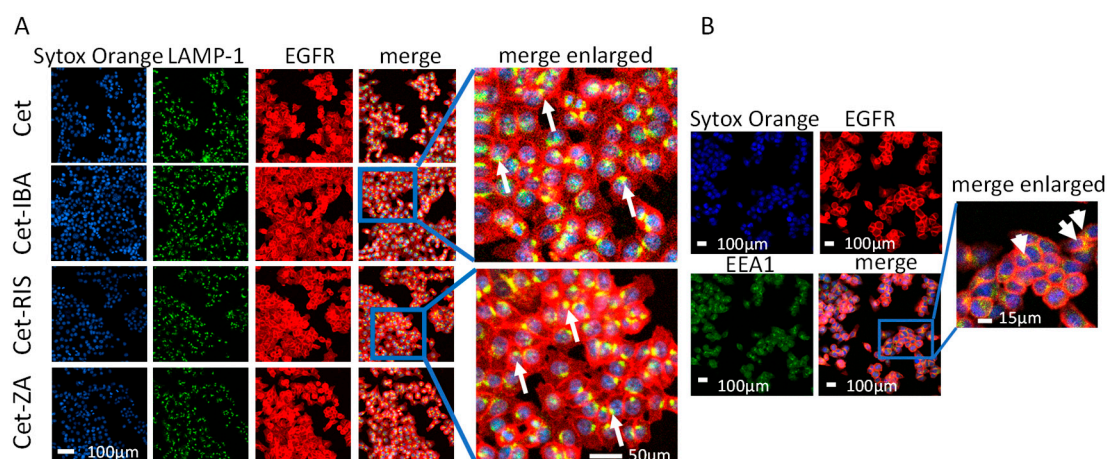 A
Sytox Orange LAMP-1 EGFR merge merge enlarged
Cet
Cet-IBA
Cet-RIS
Cet-ZA
100µm
50µm
B
Sytox Orange EGFR
merge enlarged
100µm 100µm
EEA1 merge
15µm
100µm 100µm